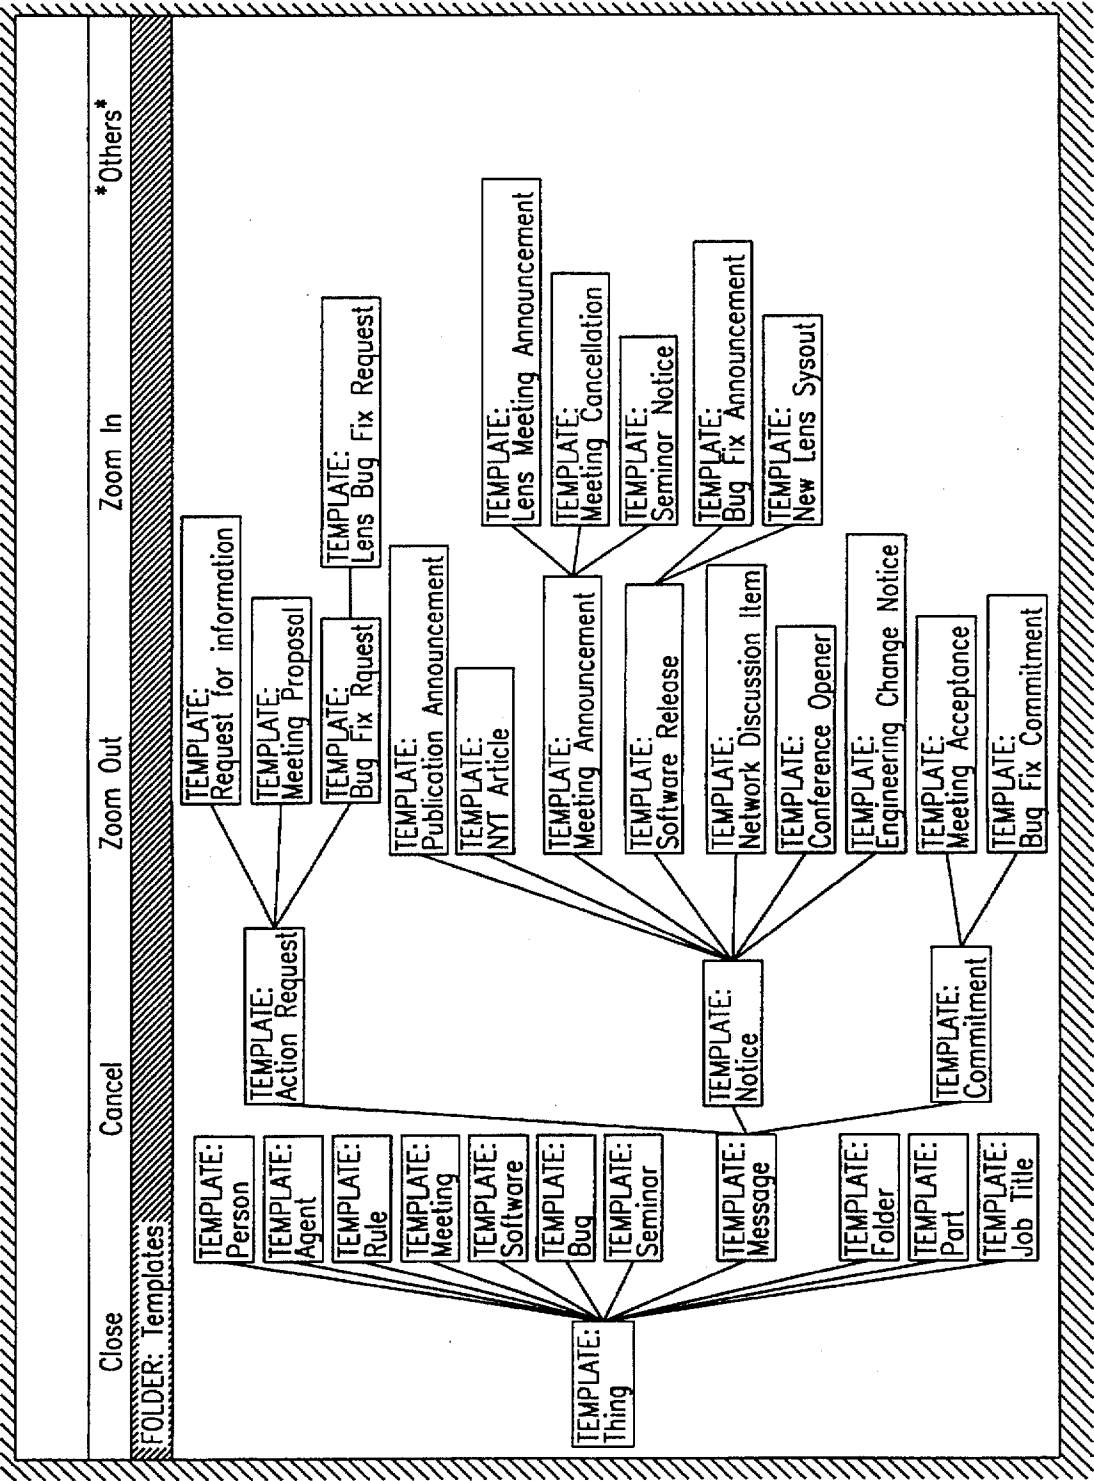 Close Cancel Zoom Out Zoom In *Others*
FOLDER: Templates
TEMPLATE:
Thing
TEMPLATE:
Person
TEMPLATE:
Agent
TEMPLATE:
Rule
TEMPLATE:
Meeting
TEMPLATE:
Software
TEMPLATE:
Bug
TEMPLATE:
Seminar
TEMPLATE:
Message
TEMPLATE:
Folder
TEMPLATE:
Part
TEMPLATE:
Job Title
TEMPLATE:
Action Request
TEMPLATE:
Notice
TEMPLATE:
Commitment
TEMPLATE:
Request for information
TEMPLATE:
Meeting Proposal
TEMPLATE:
Bug Fix Rquest
TEMPLATE:
Lens Bug Fix Request
TEMPLATE:
Publication Announcement
TEMPLATE:
NYT Article
TEMPLATE:
Meeting Announcement
TEMPLATE:
Software Release
TEMPLATE:
Network Discussion Item
TEMPLATE:
Conference Opener
TEMPLATE:
Engineering Change Notice
TEMPLATE:
Meeting Acceptance
TEMPLATE:
Bug Fix Commitment
TEMPLATE:
Lens Meeting Announcement
TEMPLATE:
Meeting Cancellation
TEMPLATE:
Seminar Notice
TEMPLATE:
Bug Fix Announcement
TEMPLATE:
New Lens Sysout